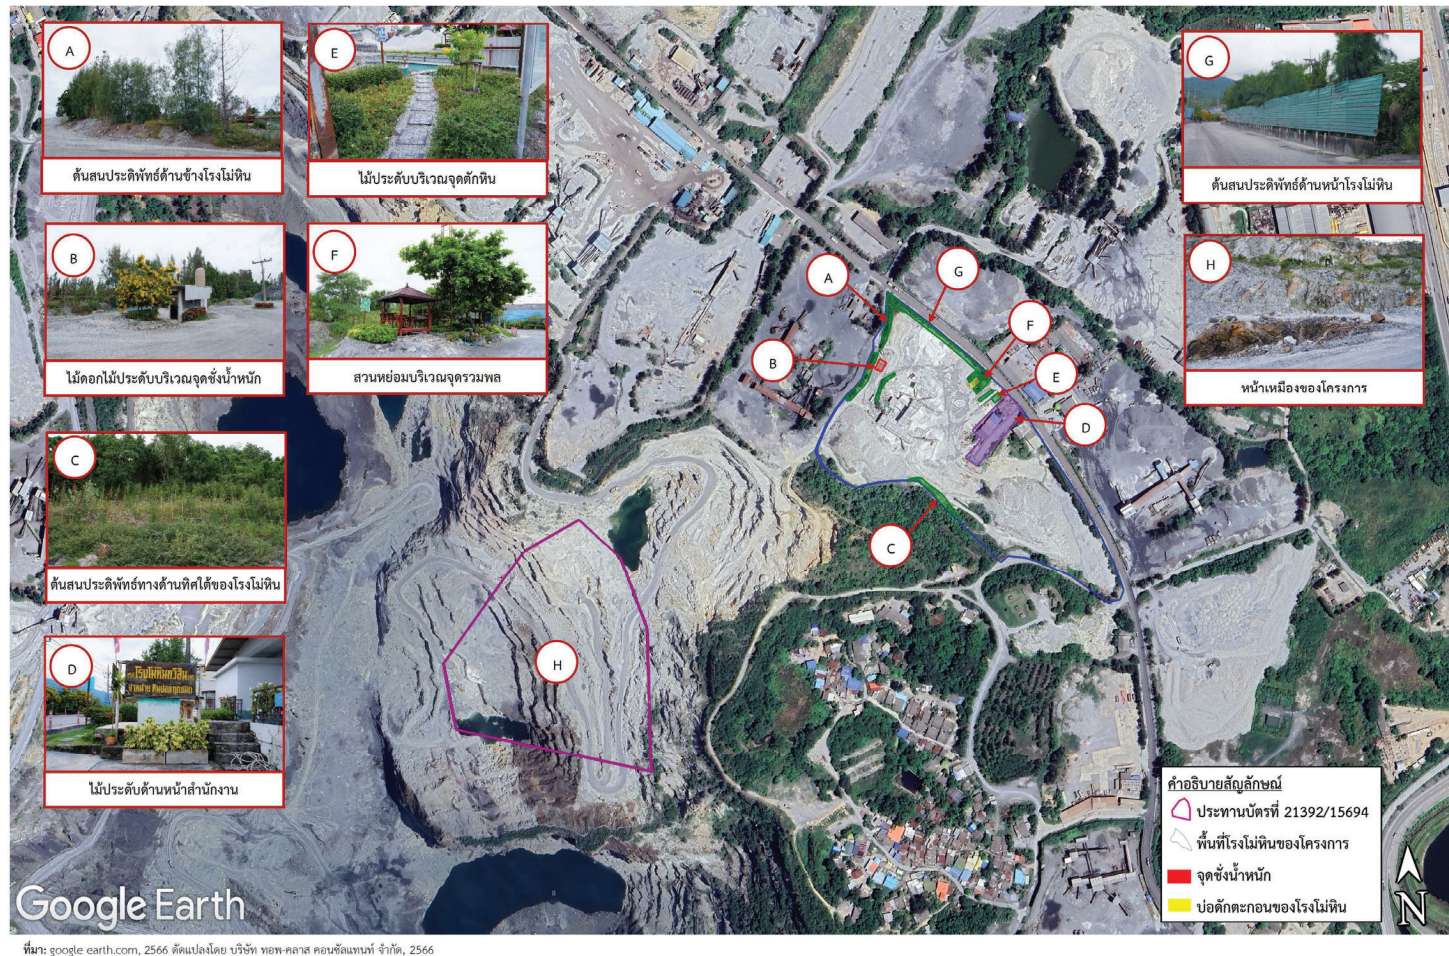 A
ต้นสนประดิพัทธ์ด้านข้างโรงโม่หิน
B
ไม้ดอกไม้ประดับบริเวณจุดชั่งน้ำหนัก
C
ต้นสนประดิพัทธ์ทางด้านทิศใต้ของโรงโม่หิน
D
โรงโม่หินทวีสิน
ไม้ประดับด้านหน้าสำนักงาน
E
ไม้ประดับบริเวณจุดตักหิน
F
สวนหย่อมบริเวณจุดรวมพล
G
ต้นสนประดิพัทธ์ด้านหน้าโรงโม่หิน
H
หน้าเหมืองของโครงการ
A
G
B
F
E
D
C
H
คำอธิบายสัญลักษณ์
ประทานบัตรที่ 21392/15694
พื้นที่โรงโม่หินของโครงการ
จุดชั่งน้ำหนัก
บ่อดักตะกอนของโรงโม่หิน
N
Google Earth
ที่มา: google earth.com, 2566 ดัดแปลงโดย บริษัท ทอพ-คลาส คอนซัลแทนท์ จำกัด, 2566